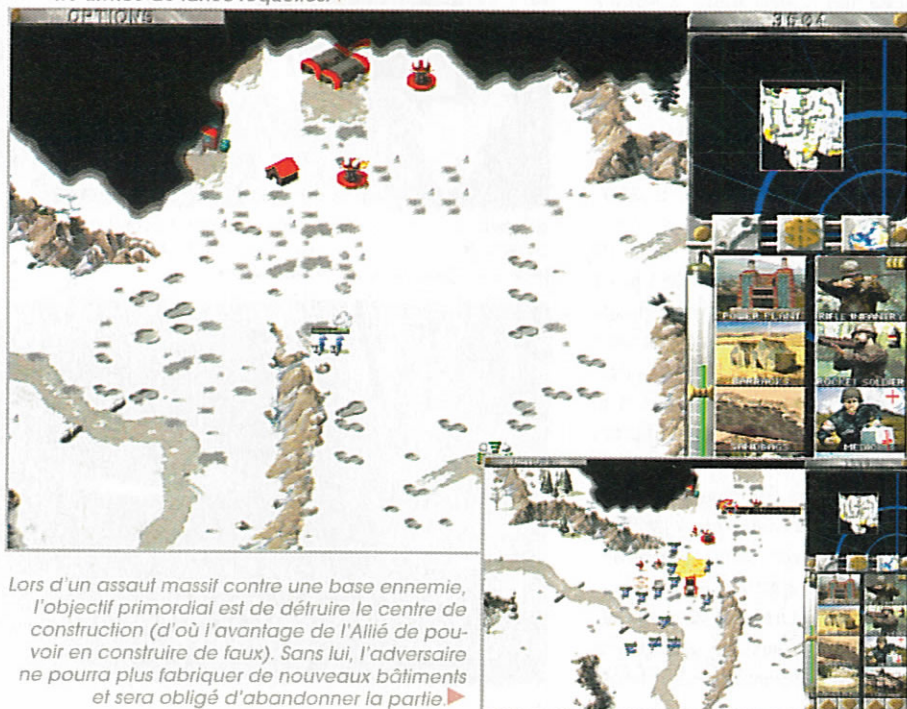 OPTIONS
3604
POWER PLANT
RIFLE INFANTRY
BARRACKS
ROCKET SOLDIER
SANDBAGS
MEDIC
Lors d'un assaut massif contre une base ennemie,
l'objectif primordial est de détruire le centre de
construction (d'où l'avantage de l'Allié de pou-
voir en construire de faux). Sans lui, l'adversaire
ne pourra plus fabriquer de nouveaux bâtiments
et sera obligé d'abandonner la partie.